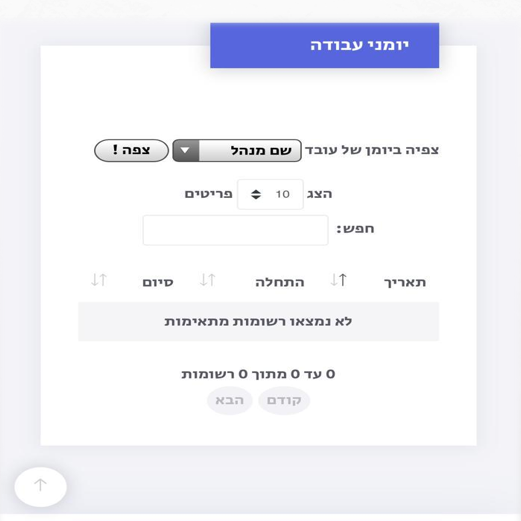 יומני עבודה
צפיה ביומן של עובד שם מנהל צפה !
הצג 10 פריטים
חפש:
תאריך התחלה סיום
לא נמצאו רשומות מתאימות
0 עד 0 מתוך 0 רשומות
קודם הבא